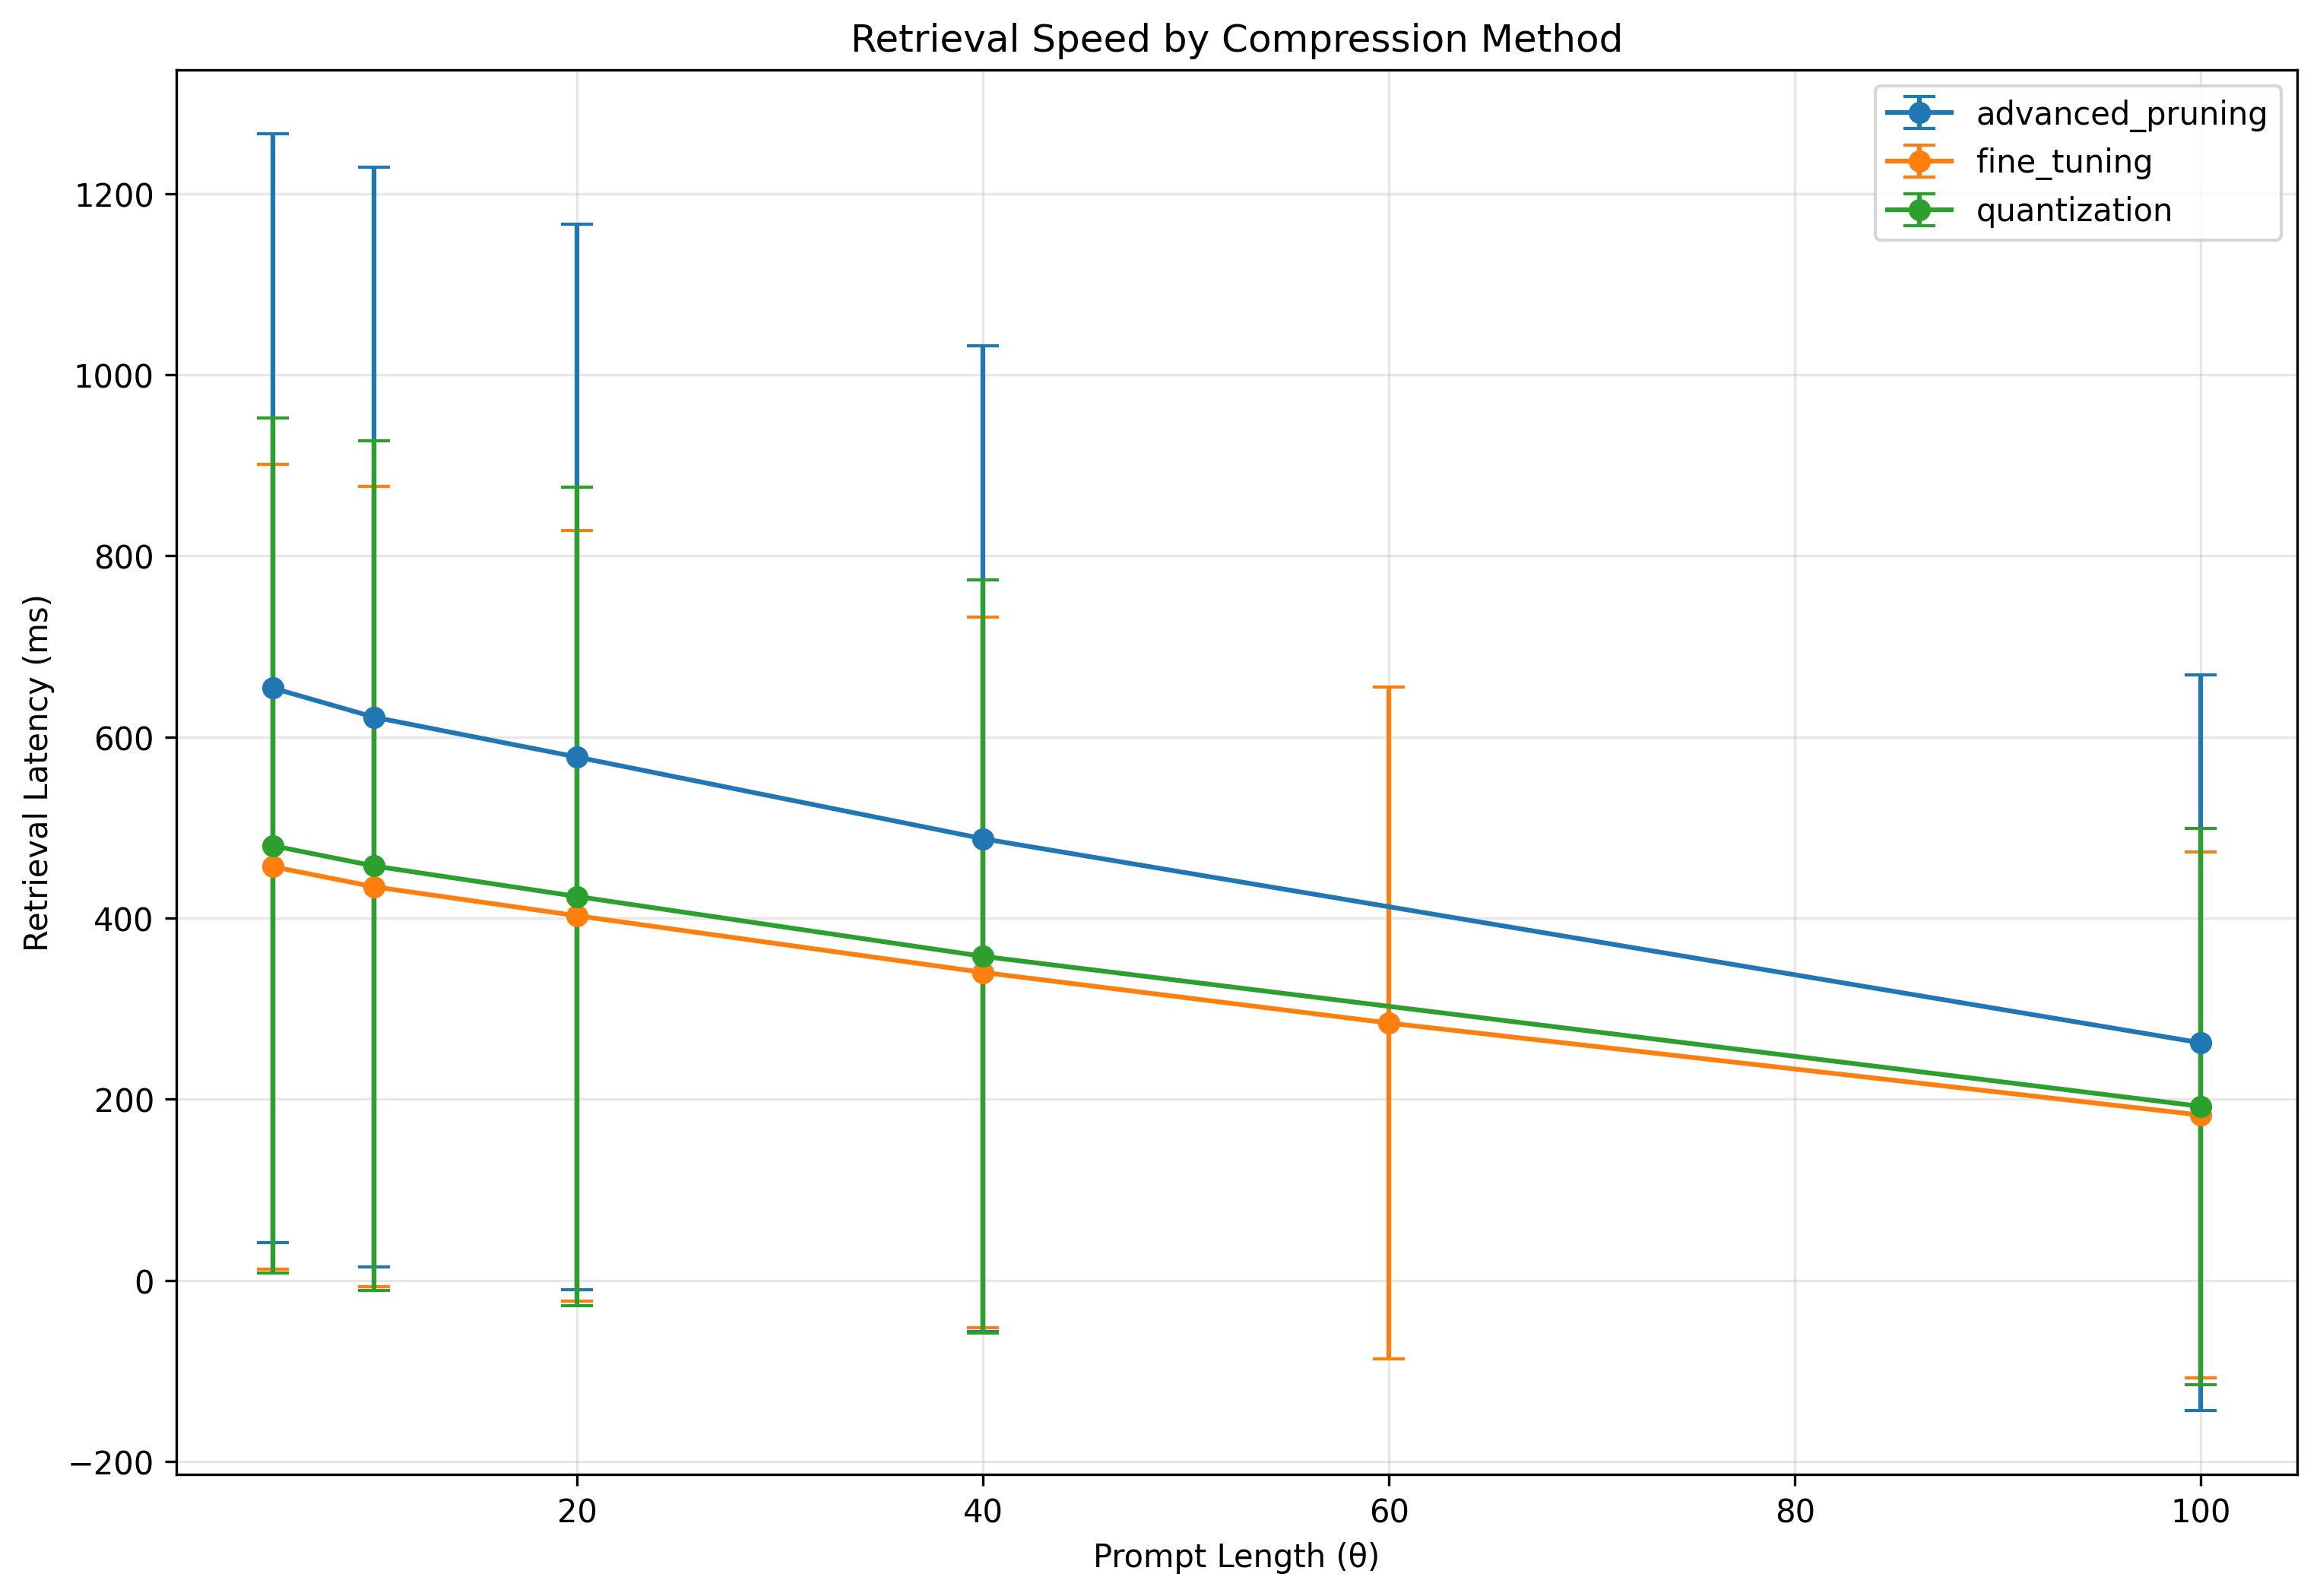 Retrieval Speed by Compression Method
advanced_pruning
fine_tuning
quantization
Retrieval Latency (ms)
1200
1000
800
600
400
200
0
−200
20
40
60
80
100
Prompt Length (θ)